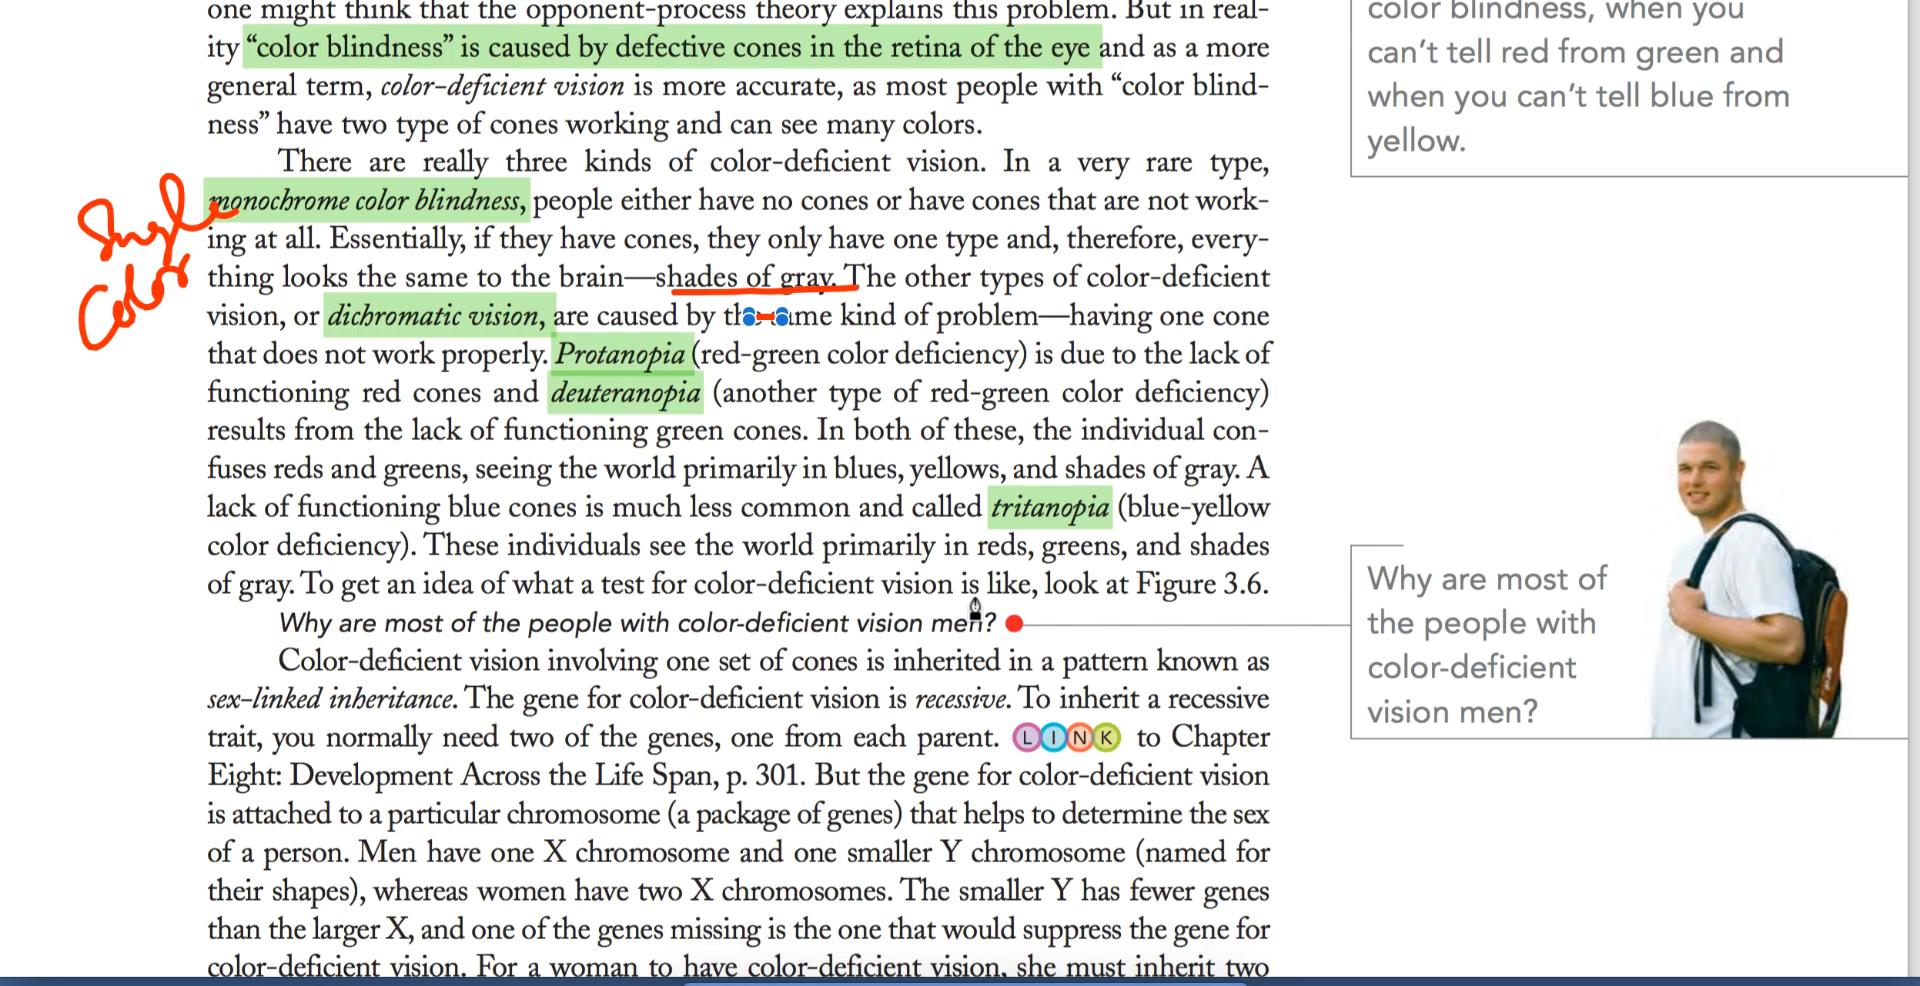 one might think that the opponent-process theory explains this problem. But in real-
ity “color blindness” is caused by defective cones in the retina of the eye and as a more
general term, color-deficient vision is more accurate, as most people with “color blind-
ness” have two type of cones working and can see many colors.
There are really three kinds of color-deficient vision. In a very rare type,
monochrome color blindness, people either have no cones or have cones that are not work-
ing at all. Essentially, if they have cones, they only have one type and, therefore, every-
thing looks the same to the brain—shades of gray. The other types of color-deficient
vision, or dichromatic vision, are caused by the same kind of problem—having one cone
that does not work properly. Protanopia (red-green color deficiency) is due to the lack of
functioning red cones and deuteranopia (another type of red-green color deficiency)
results from the lack of functioning green cones. In both of these, the individual con-
fuses reds and greens, seeing the world primarily in blues, yellows, and shades of gray. A
lack of functioning blue cones is much less common and called tritanopia (blue-yellow
color deficiency). These individuals see the world primarily in reds, greens, and shades
of gray. To get an idea of what a test for color-deficient vision is like, look at Figure 3.6.
Why are most of the people with color-deficient vision men?
Color-deficient vision involving one set of cones is inherited in a pattern known as
sex-linked inheritance. The gene for color-deficient vision is recessive. To inherit a recessive
trait, you normally need two of the genes, one from each parent. LINK to Chapter
Eight: Development Across the Life Span, p. 301. But the gene for color-deficient vision
is attached to a particular chromosome (a package of genes) that helps to determine the sex
of a person. Men have one X chromosome and one smaller Y chromosome (named for
their shapes), whereas women have two X chromosomes. The smaller Y has fewer genes
than the larger X, and one of the genes missing is the one that would suppress the gene for
color-deficient vision. For a woman to have color-deficient vision, she must inherit two
Single
Color
color blindness, when you
can’t tell red from green and
when you can’t tell blue from
yellow.
Why are most of
the people with
color-deficient
vision men?